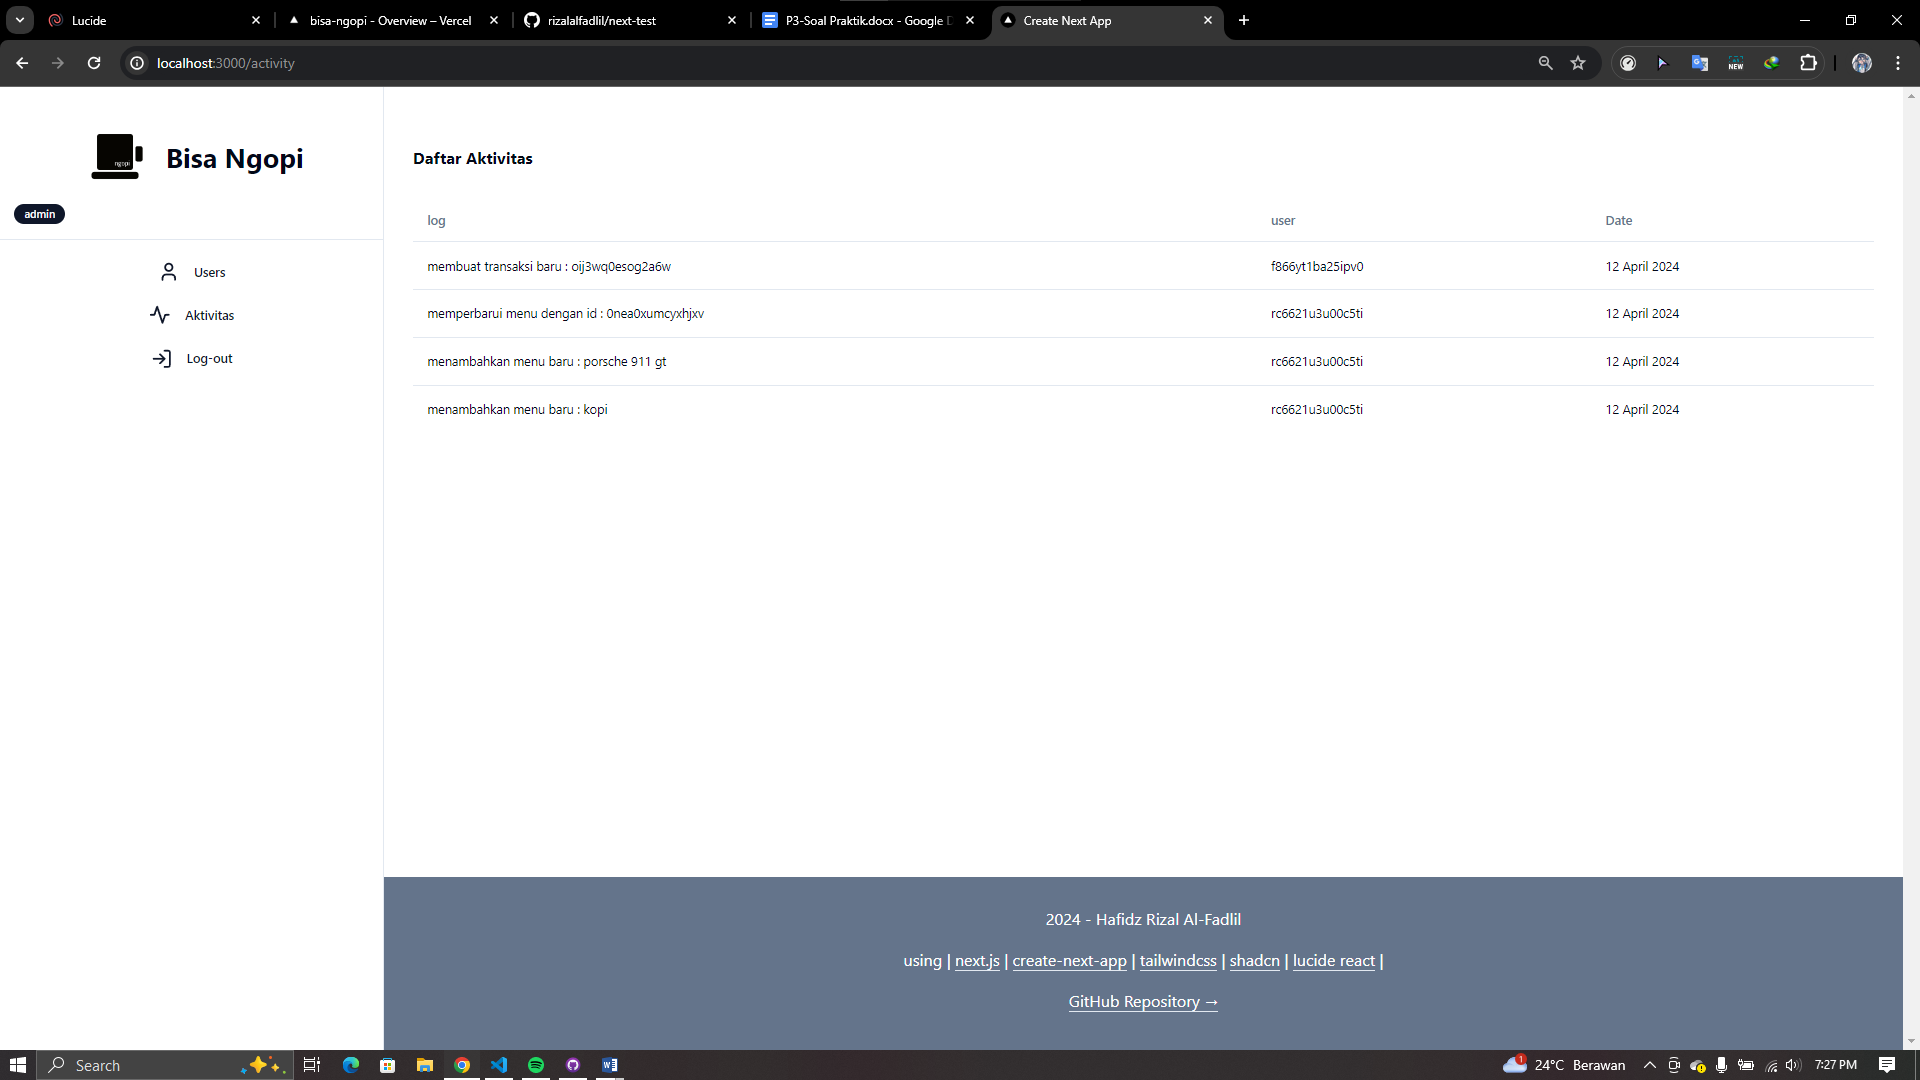 Lucide
bisa-ngopi - Overview – Vercel
rizalalfadlil/next-test
P3-Soal Praktik.docx - Google D
Create Next App
localhost:3000/activity
NEW
ngopi
Bisa Ngopi
admin
Users
Aktivitas
Log-out
Daftar Aktivitas
log user Date
membuat transaksi baru : oij3wq0esog2a6w f866yt1ba25ipv0 12 April 2024
memperbarui menu dengan id : 0nea0xumcyxhjxv rc6621u3u00c5ti 12 April 2024
menambahkan menu baru : porsche 911 gt rc6621u3u00c5ti 12 April 2024
menambahkan menu baru : kopi rc6621u3u00c5ti 12 April 2024
2024 - Hafidz Rizal Al-Fadlil
using | next.js | create-next-app | tailwindcss | shadcn | lucide react |
GitHub Repository →
Search
1
24°C Berawan
7:27 PM